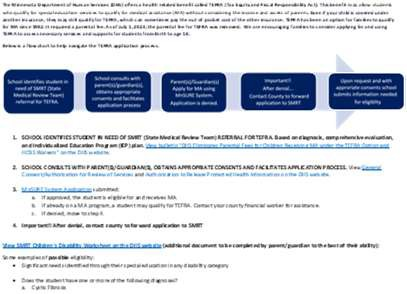 The Minnesota Department of Human Services (DHS) offers a health related benefit called TEFRA (Tax Equity and Fiscal Responsibility Act). This benefit is to allow students
who qualify for special education services to qualify for medical assistance (MA) without considering the income and assets of parents. Even if your child is covered under
another insurance, they may still qualify for TEFRA, which can sometimes pay the out of pocket cost of the other insurance. TEFRA has been an option for families to qualify
for MA since 1982. It required a parental fee. As of July 1, 2023, the parental fee for TEFRA was removed. We are encouraging families to consider applying for and using
TEFRA to access necessary services and supports for students from birth to age 18.
Below is a flow chart to help navigate the TEFRA application process.
School identifies student in
need of SMRT (State
Medical Review Team)
referral for TEFRA.
School consults with
parent(s)/guardian(s),
obtains appropriate
consents and facilitates
application process
Parent(s)/Guardian(s)
Apply for MA using
MnSURE System.
Application is denied.
Important!!
After denial...
Contact County to forward
application to SMRT
Upon request and with
appropriate consents school
submits information needed
for eligibility
1. SCHOOL IDENTIFIES STUDENT IN NEED OF SMRT (State Medical Review Team) REFERRAL FOR TEFRA. Based on diagnosis, comprehensive evaluation,
and Individualized Education Program (IEP) plan. View bulletin "DHS Eliminates Parental Fees for Children Receiving MA under the TEFRA Option and
HCBS Waivers" on the DHS website.
2. SCHOOL CONSULTS WITH PARENT(S)/GUARDIAN(S), OBTAINS APPROPRIATE CONSENTS AND FACILITATES APPLICATION PROCESS. View General
Consent/Authorization for Release of Services and Authorization to Release Protected Health Information on the DHS website.
3. MnSURE System Application submitted:
a. If approved, the student is eligible for and receives MA.
b. If already on a MA program, a student may qualify for TEFRA. Contact your county financial worker for assistance.
c. If denied, move to step 4.
4. Important!! After denial, contact county to forward application to SMRT
View SMRT Children's Disability Worksheet on the DHS website (additional document to be completed by parent/guardian to the best of their ability):
Some examples of possible eligibility:
• Significant needs identified through their special education in any disability category
• Does the student have one or more of the following diagnoses?
a. Cystic Fibrosis